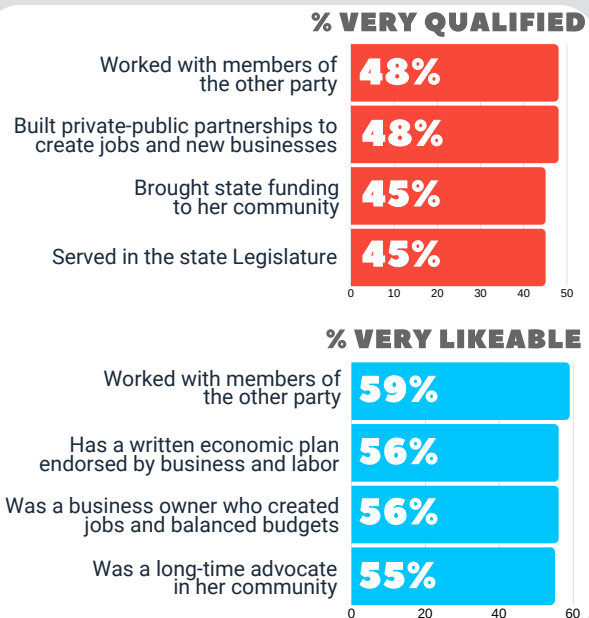 % VERY QUALIFIED
Worked with members of
the other party
48%
Built private-public partnerships to
create jobs and new businesses
48%
Brought state funding
to her community
45%
Served in the state Legislature
45%
0 10 20 30 40 50
% VERY LIKEABLE
Worked with members of
the other party
59%
Has a written economic plan
endorsed by business and labor
56%
Was a business owner who created
jobs and balanced budgets
56%
Was a long-time advocate
in her community
55%
0 20 40 60